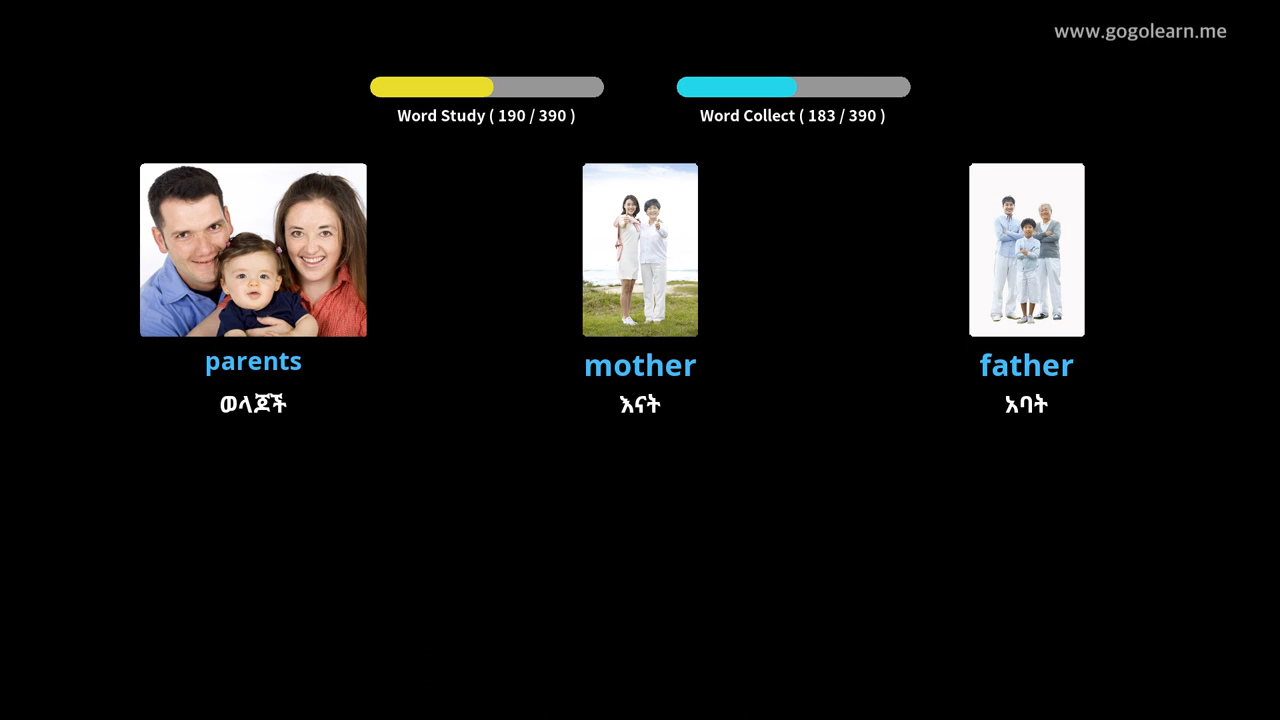 www.gogolearn.me
Word Study ( 190 / 390 )
Word Collect ( 183 / 390 )
parents
mother
father
ወላጆች
እናት
አባት